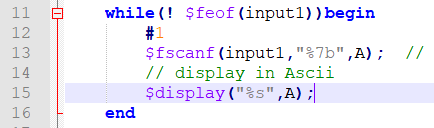 11 while(! $feof(input1))begin
12 #1
13 $fscanf(input1,"%7b",A); //
14 // display in Ascii
15 $display("%s",A);
16 end